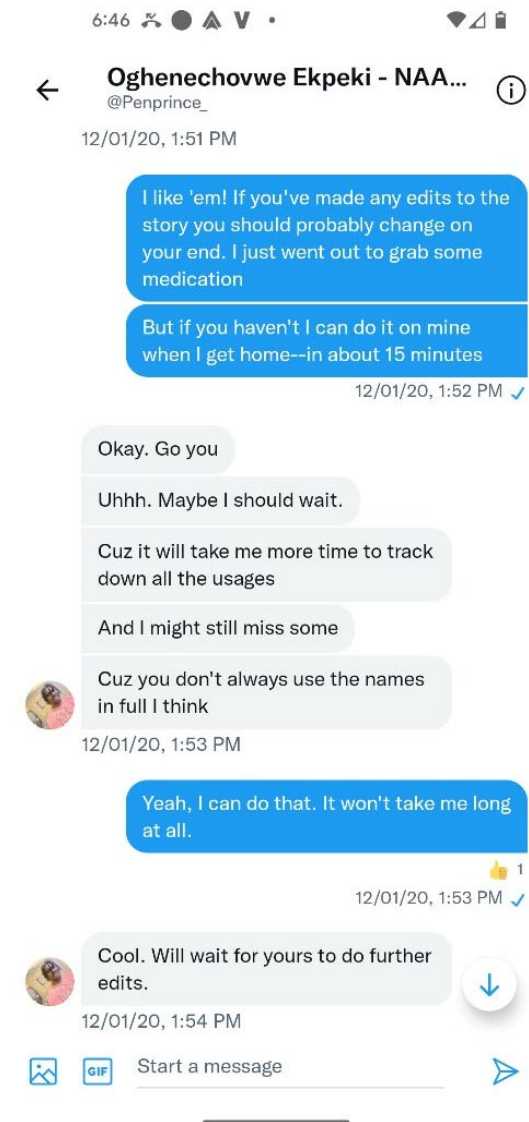 6:46
Oghenechovwe Ekpeki - NAA...
@Penprince_
12/01/20, 1:51 PM
I like 'em! If you've made any edits to the
story you should probably change on
your end. I just went out to grab some
medication
But if you haven't I can do it on mine
when I get home--in about 15 minutes
12/01/20, 1:52 PM
Okay. Go you
Uhhh. Maybe I should wait.
Cuz it will take me more time to track
down all the usages
And I might still miss some
Cuz you don't always use the names
in full I think
12/01/20, 1:53 PM
Yeah, I can do that. It won't take me long
at all.
👍 1
12/01/20, 1:53 PM
Cool. Will wait for yours to do further
edits.
12/01/20, 1:54 PM
GIF
Start a message